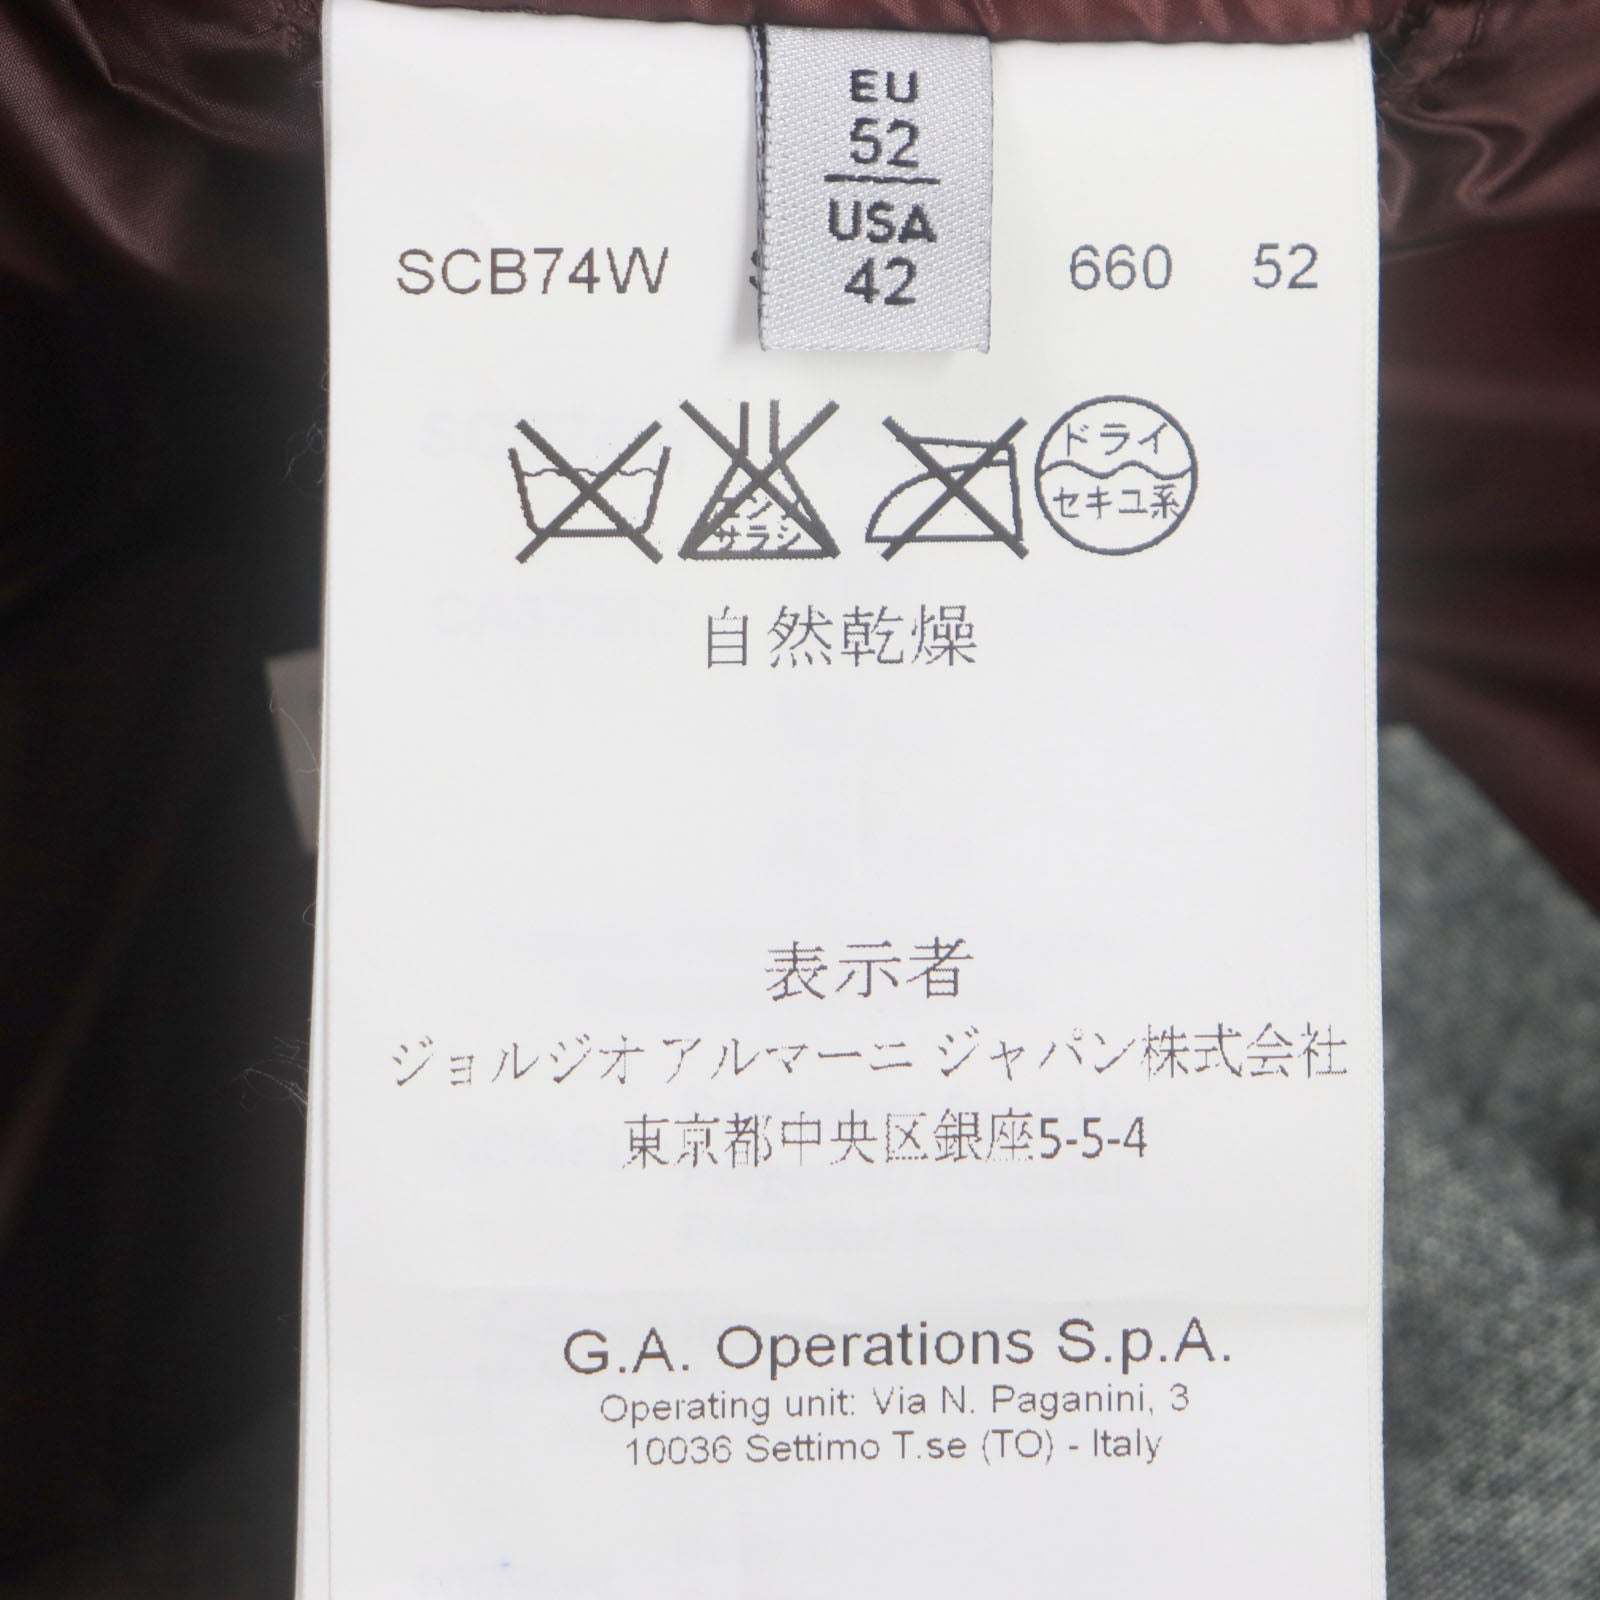 EU
52
USA
42
SCB74W 660 52
ドライ
セキユ系
サラシ
自然乾燥
表示者
ジョルジオ アルマーニ ジャパン株式会社
東京都中央区銀座5-5-4
G.A. Operations S.p.A.
Operating unit: Via N. Paganini, 3
10036 Settimo T.se (TO) - Italy